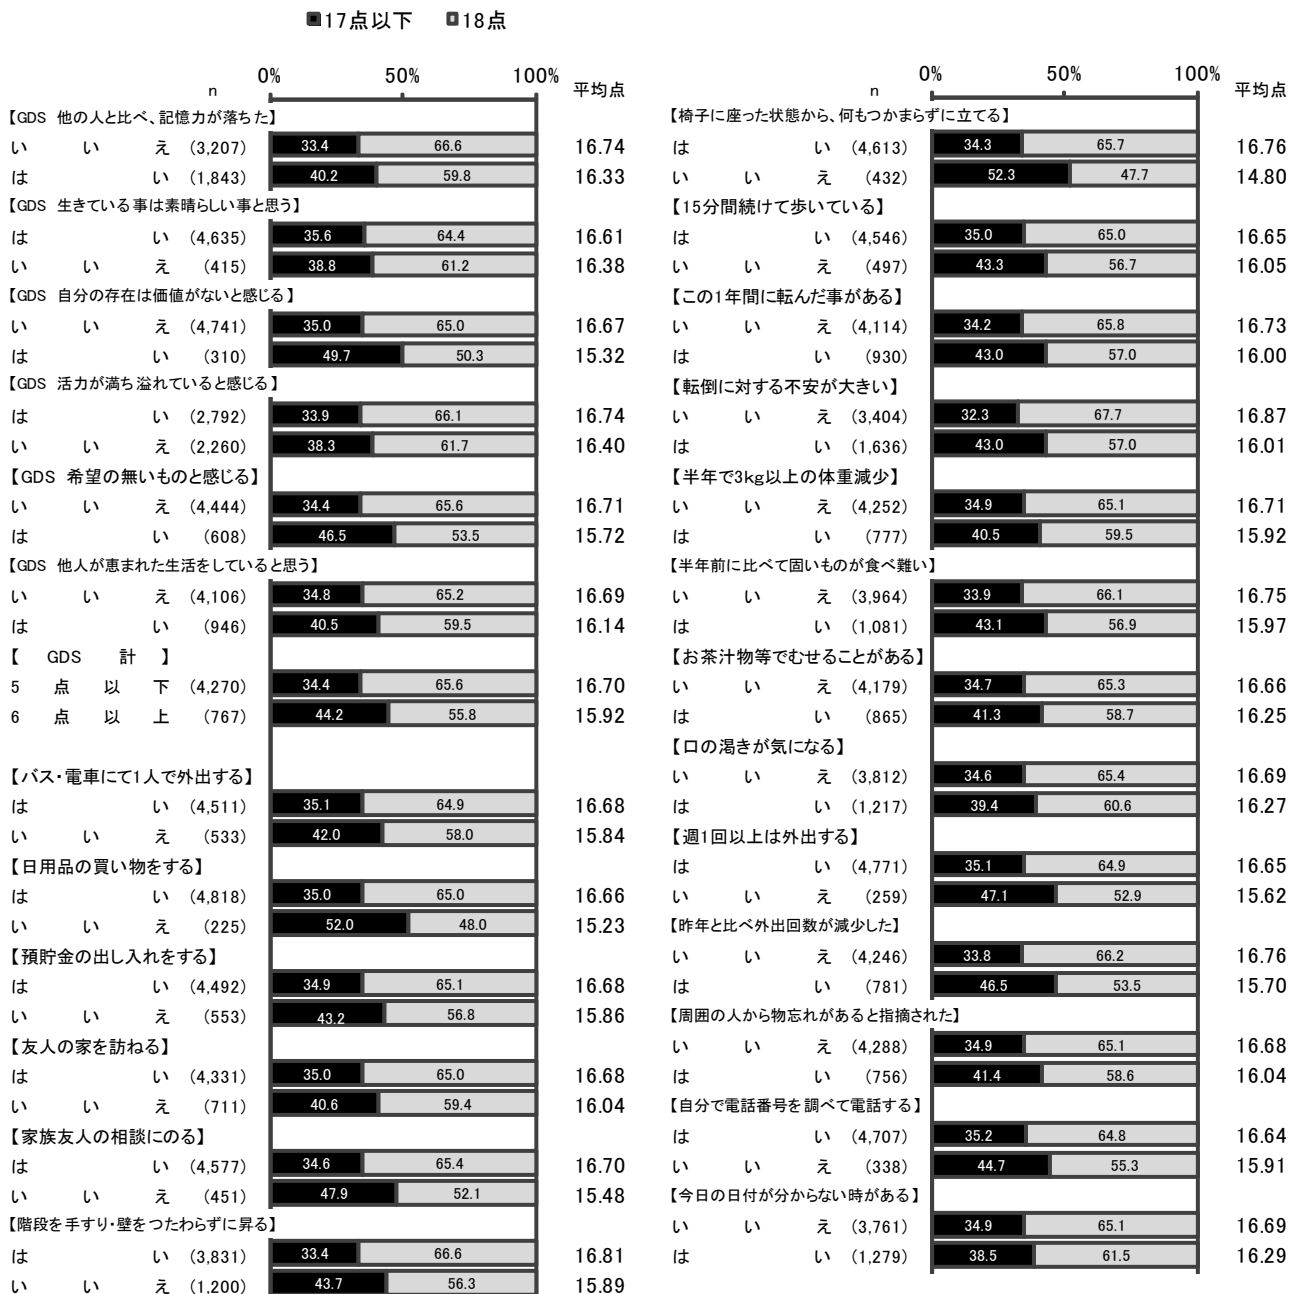 ■17点以下 □18点
0% 50% 100%
n 平均点
【GDS 他の人と比べ、記憶力が落ちた】
いいえ (3,207) 33.4 66.6 16.74
はい (1,843) 40.2 59.8 16.33
【GDS 生きている事は素晴らしい事と思う】
はい (4,635) 35.6 64.4 16.61
いいえ (415) 38.8 61.2 16.38
【GDS 自分の存在は価値がないと感じる】
いいえ (4,741) 35.0 65.0 16.67
はい (310) 49.7 50.3 15.32
【GDS 活力が満ち溢れていると感じる】
はい (2,792) 33.9 66.1 16.74
いいえ (2,260) 38.3 61.7 16.40
【GDS 希望の無いものと感じる】
いいえ (4,444) 34.4 65.6 16.71
はい (608) 46.5 53.5 15.72
【GDS 他人が恵まれた生活をしていると思う】
いいえ (4,106) 34.8 65.2 16.69
はい (946) 40.5 59.5 16.14
【 GDS 計 】
5点以下 (4,270) 34.4 65.6 16.70
6点以上 (767) 44.2 55.8 15.92
【バス・電車にて1人で外出する】
はい (4,511) 35.1 64.9 16.68
いいえ (533) 42.0 58.0 15.84
【日用品の買い物をする】
はい (4,818) 35.0 65.0 16.66
いいえ (225) 52.0 48.0 15.23
【預貯金の出し入れをする】
はい (4,492) 34.9 65.1 16.68
いいえ (553) 43.2 56.8 15.86
【友人の家を訪ねる】
はい (4,331) 35.0 65.0 16.68
いいえ (711) 40.6 59.4 16.04
【家族友人の相談にのる】
はい (4,577) 34.6 65.4 16.70
いいえ (451) 47.9 52.1 15.48
【階段を手すり・壁をつたわらずに昇る】
はい (3,831) 33.4 66.6 16.81
いいえ (1,200) 43.7 56.3 15.89
0% 50% 100%
n 平均点
【椅子に座った状態から、何もつかまらずに立てる】
はい (4,613) 34.3 65.7 16.76
いいえ (432) 52.3 47.7 14.80
【15分間続けて歩いている】
はい (4,546) 35.0 65.0 16.65
いいえ (497) 43.3 56.7 16.05
【この1年間に転んだ事がある】
いいえ (4,114) 34.2 65.8 16.73
はい (930) 43.0 57.0 16.00
【転倒に対する不安が大きい】
いいえ (3,404) 32.3 67.7 16.87
はい (1,636) 43.0 57.0 16.01
【半年で3kg以上の体重減少】
いいえ (4,252) 34.9 65.1 16.71
はい (777) 40.5 59.5 15.92
【半年前に比べて固いものが食べ難い】
いいえ (3,964) 33.9 66.1 16.75
はい (1,081) 43.1 56.9 15.97
【お茶汁物等でむせることがある】
いいえ (4,179) 34.7 65.3 16.66
はい (865) 41.3 58.7 16.25
【口の渇きが気になる】
いいえ (3,812) 34.6 65.4 16.69
はい (1,217) 39.4 60.6 16.27
【週1回以上は外出する】
はい (4,771) 35.1 64.9 16.65
いいえ (259) 47.1 52.9 15.62
【昨年と比べ外出回数が減少した】
いいえ (4,246) 33.8 66.2 16.76
はい (781) 46.5 53.5 15.70
【周囲の人から物忘れがあると指摘された】
いいえ (4,288) 34.9 65.1 16.68
はい (756) 41.4 58.6 16.04
【自分で電話番号を調べて電話する】
はい (4,707) 35.2 64.8 16.64
いいえ (338) 44.7 55.3 15.91
【今日の日付が分からない時がある】
いいえ (3,761) 34.9 65.1 16.69
はい (1,279) 38.5 61.5 16.29